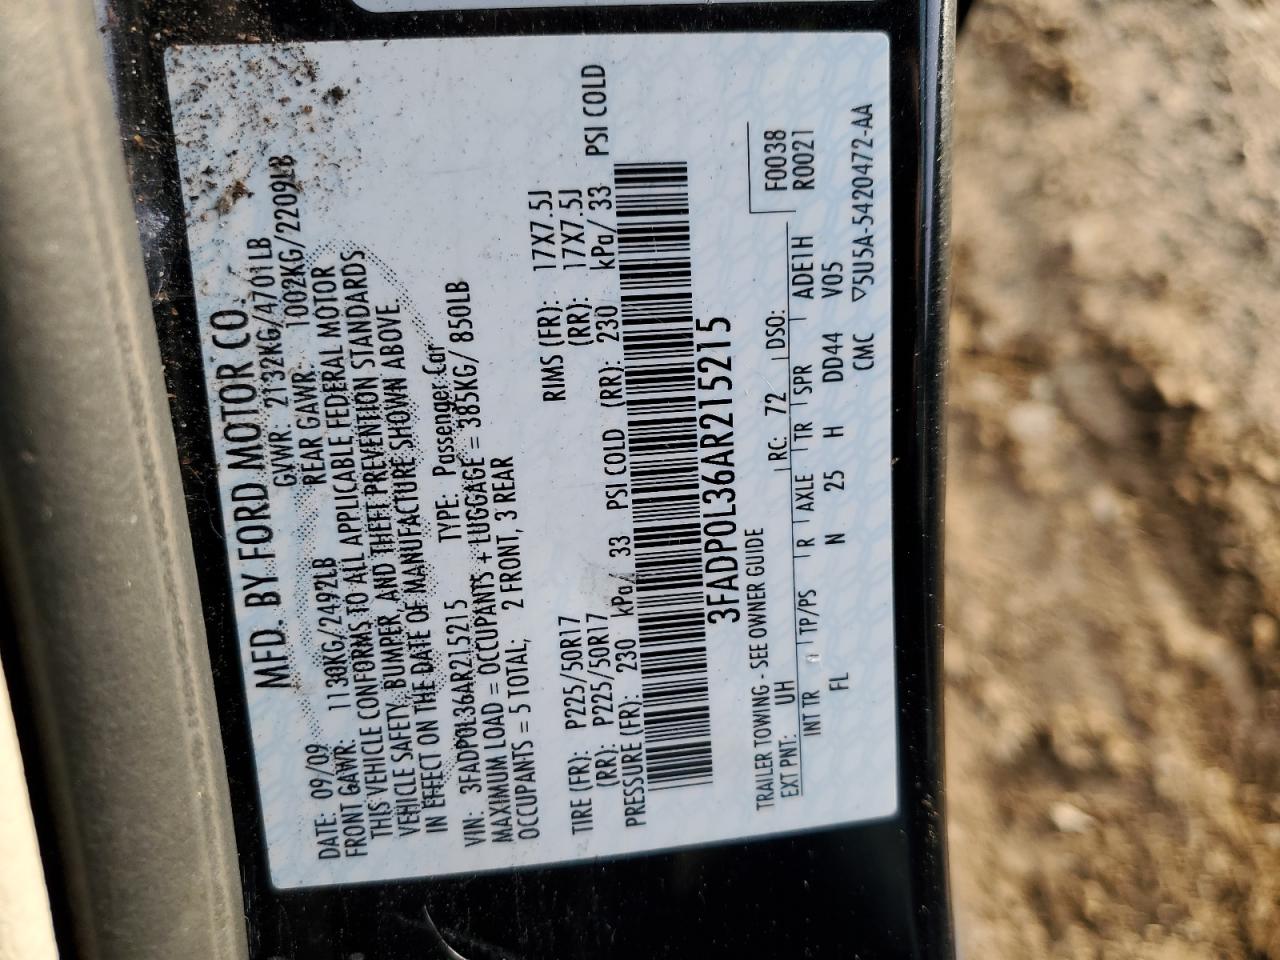 MFD. BY FORD MOTOR CO
DATE: 09/09 GVWR. 2132KG/4701LB
FRONT GAWR. 1130KG/2492LB REAR GAWR. 1002KG/2209LB
THIS VEHICLE CONFORMS TO ALL APPLICABLE FEDERAL MOTOR
VEHICLE SAFETY, BUMPER, AND THEFT PREVENTION STANDARDS
IN EFFECT ON THE DATE OF MANUFACTURE SHOWN ABOVE.
VIN: 3FADP0L36AR215215 TYPE: Passenger Car
MAXIMUM LOAD = OCCUPANTS + LUGGAGE = 385KG/ 850LB
OCCUPANTS = 5 TOTAL; 2 FRONT, 3 REAR
TIRE (FR): P225/50R17 RIMS (FR): 17X7.5J
(RR): P225/50R17 (RR): 17X7.5J
PRESSURE (FR): 230 kPa/ 33 PSI COLD (RR): 230 kPa/ 33 PSI COLD
3FADP0L36AR215215
TRAILER TOWING - SEE OWNER GUIDE F0038
EXT PNT: UH RC: 72 DSO: R0021
INT TR TP/PS R AXLE TR SPR ADE1H
FL N 25 H DD44 V05
CMC ▽5U5A-5420472-AA